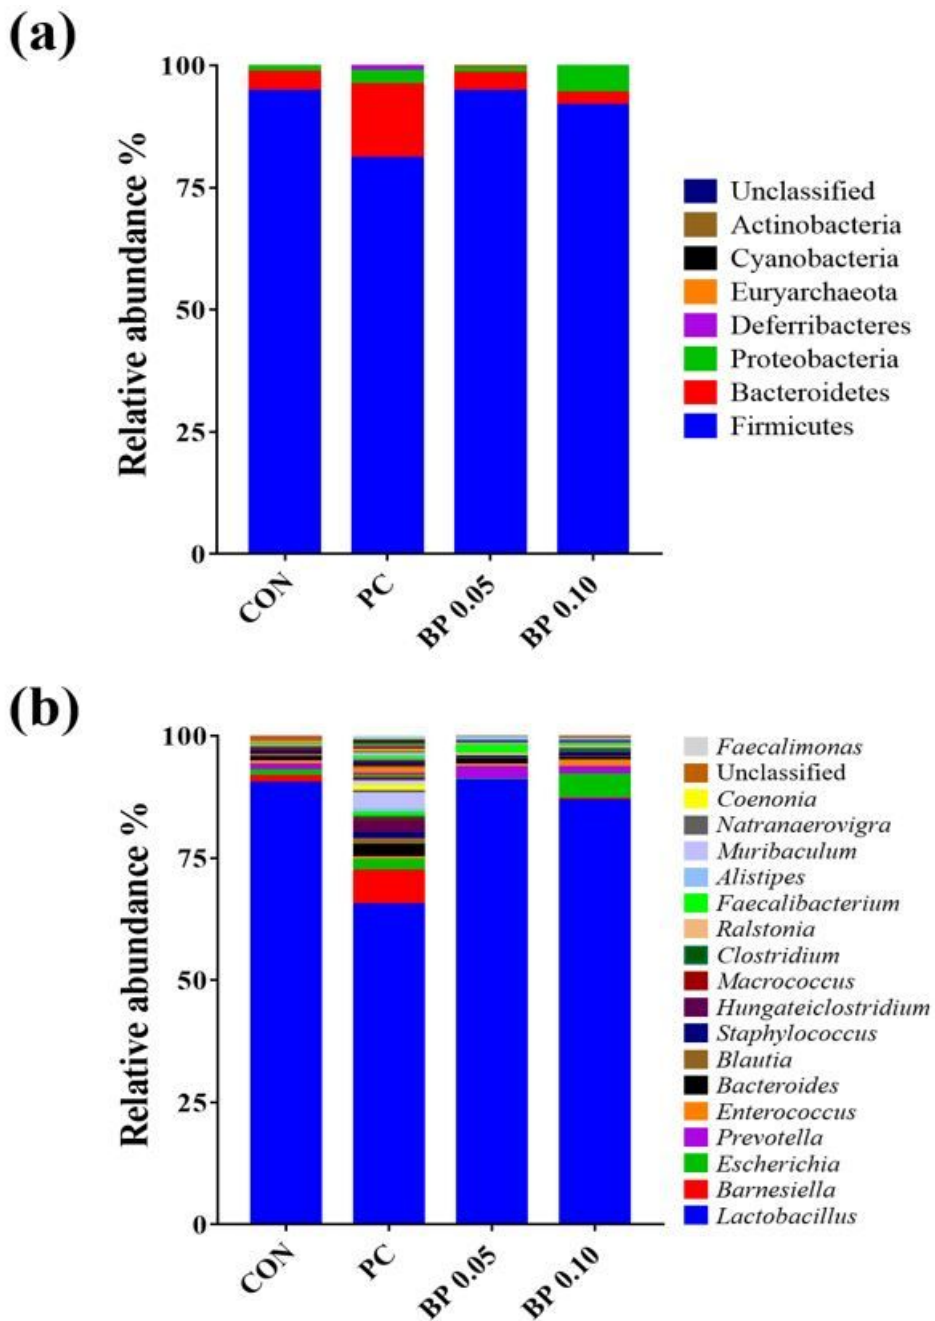 (a)
Relative abundance %
100
75
50
25
0
CON
PC
BP 0.05
BP 0.10
Unclassified
Actinobacteria
Cyanobacteria
Euryarchaeota
Deferribacteres
Proteobacteria
Bacteroidetes
Firmicutes
(b)
Relative abundance %
100
75
50
25
0
CON
PC
BP 0.05
BP 0.10
Faecalimonas
Unclassified
Coenonia
Natranaerovigra
Muribaculum
Alistipes
Faecalibacterium
Ralstonia
Clostridium
Macrococcus
Hungateiclostridium
Staphylococcus
Blautia
Bacteroides
Enterococcus
Prevotella
Escherichia
Barnesiella
Lactobacillus